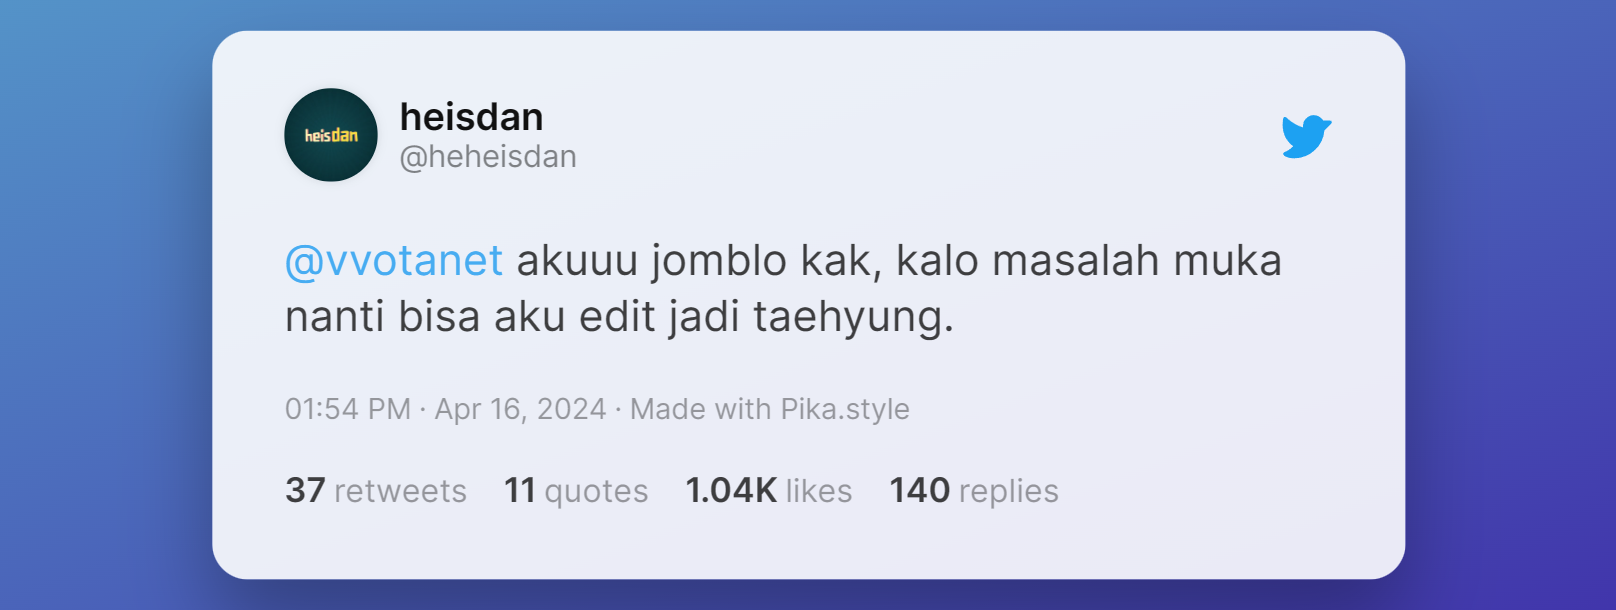 heisdan
heisdan
@heheisdan
@vvotanet akuuu jomblo kak, kalo masalah muka
nanti bisa aku edit jadi taehyung.
01:54 PM · Apr 16, 2024 · Made with Pika.style
37 retweets 11 quotes 1.04K likes 140 replies